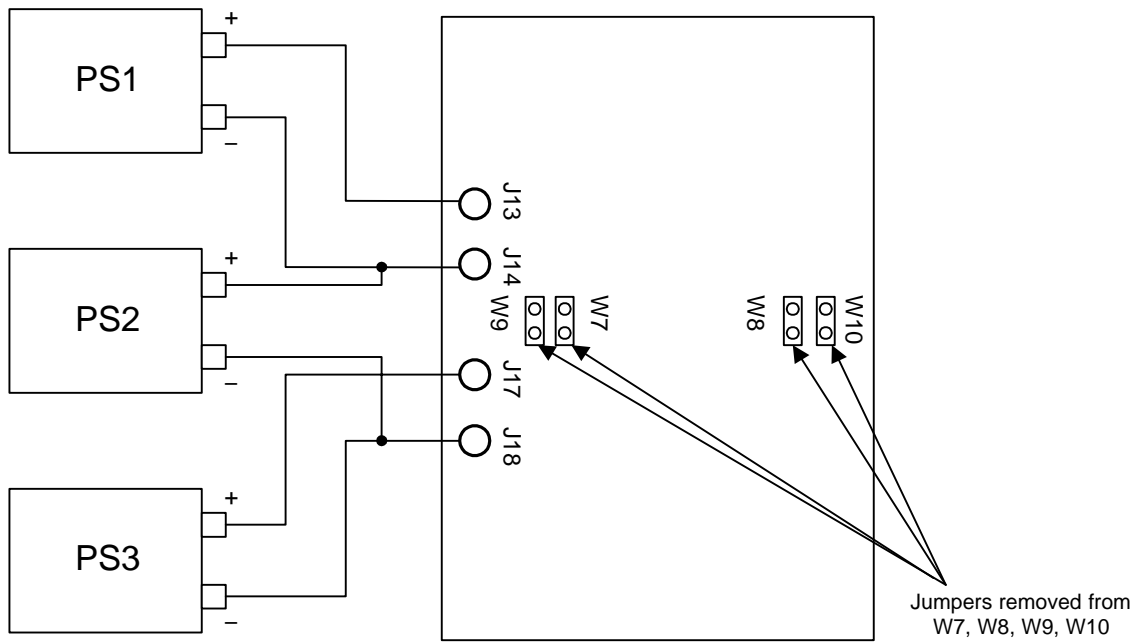 +
PS1
–
J13
J14
+
PS2
–
W9
W7
W8
W10
J17
J18
+
PS3
–
Jumpers removed from
W7, W8, W9, W10